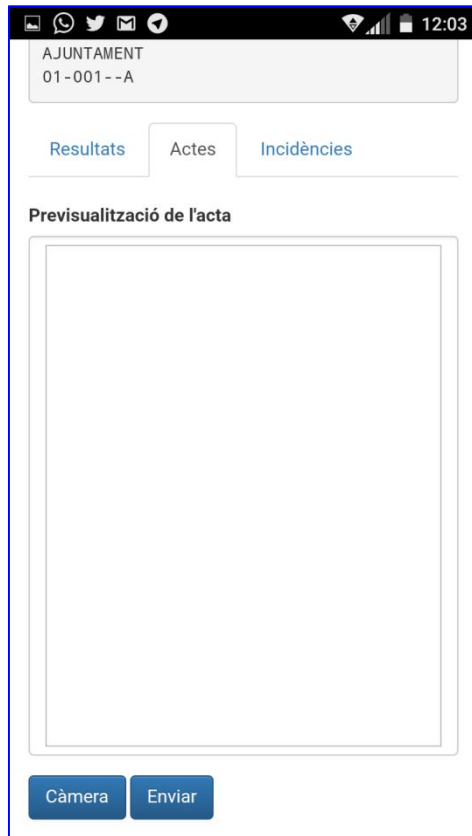 12:03
AJUNTAMENT
01-001--A
Resultats Actes Incidències
Previsualització de l'acta
Càmera Enviar